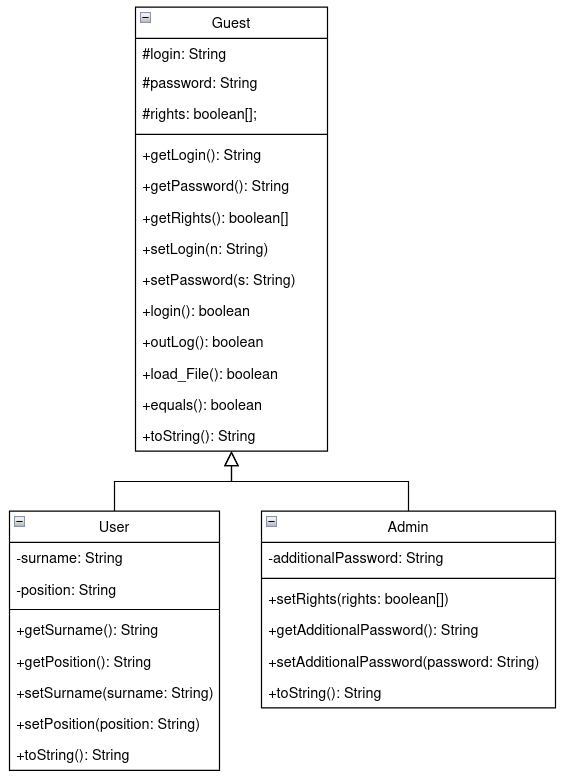 Guest
#login: String
#password: String
#rights: boolean[];
+getLogin(): String
+getPassword(): String
+getRights(): boolean[]
+setLogin(n: String)
+setPassword(s: String)
+login(): boolean
+outLog(): boolean
+load_File(): boolean
+equals(): boolean
+toString(): String
User
-surname: String
-position: String
+getSurname(): String
+getPosition(): String
+setSurname(surname: String)
+setPosition(position: String)
+toString(): String
Admin
-additionalPassword: String
+setRights(rights: boolean[])
+getAdditionalPassword(): String
+setAdditionalPassword(password: String)
+toString(): String